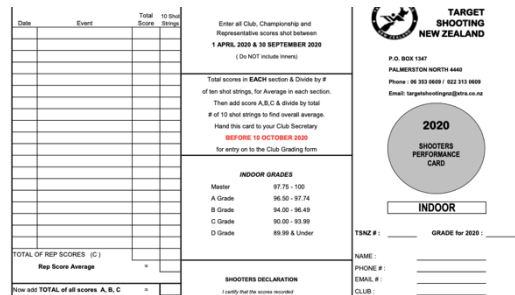 Date Event Total Score 10 Shot Strings
TOTAL OF REP SCORES (C)
Rep Score Average =
Now add TOTAL of all scores A, B, C =
Enter all Club, Championship and
Representative scores shot between
1 APRIL 2020 & 30 SEPTEMBER 2020
(Do NOT include Inners)
Total scores in EACH section & Divide by #
of ten shot strings, for Average in each section.
Then add score A,B,C & divide by total
# of 10 shot strings to find overall average.
Hand this card to your Club Secretary
BEFORE 10 OCTOBER 2020
for entry on to the Club Grading form
INDOOR GRADES
Master 97.75 - 100
A Grade 96.50 - 97.74
B Grade 94.00 - 96.49
C Grade 90.00 - 93.99
D Grade 89.99 & Under
SHOOTERS DECLARATION
I certify that the scores recorded
TARGET
SHOOTING
NEW ZEALAND
P.O. BOX 1347
PALMERSTON NORTH 4440
Phone : 06 353 0609 / 022 313 0609
Email: targetshootingnz@xtra.co.nz
2020
SHOOTERS
PERFORMANCE
CARD
INDOOR
TSNZ # : GRADE for 2020 :
NAME :
PHONE # :
EMAIL # :
CLUB :